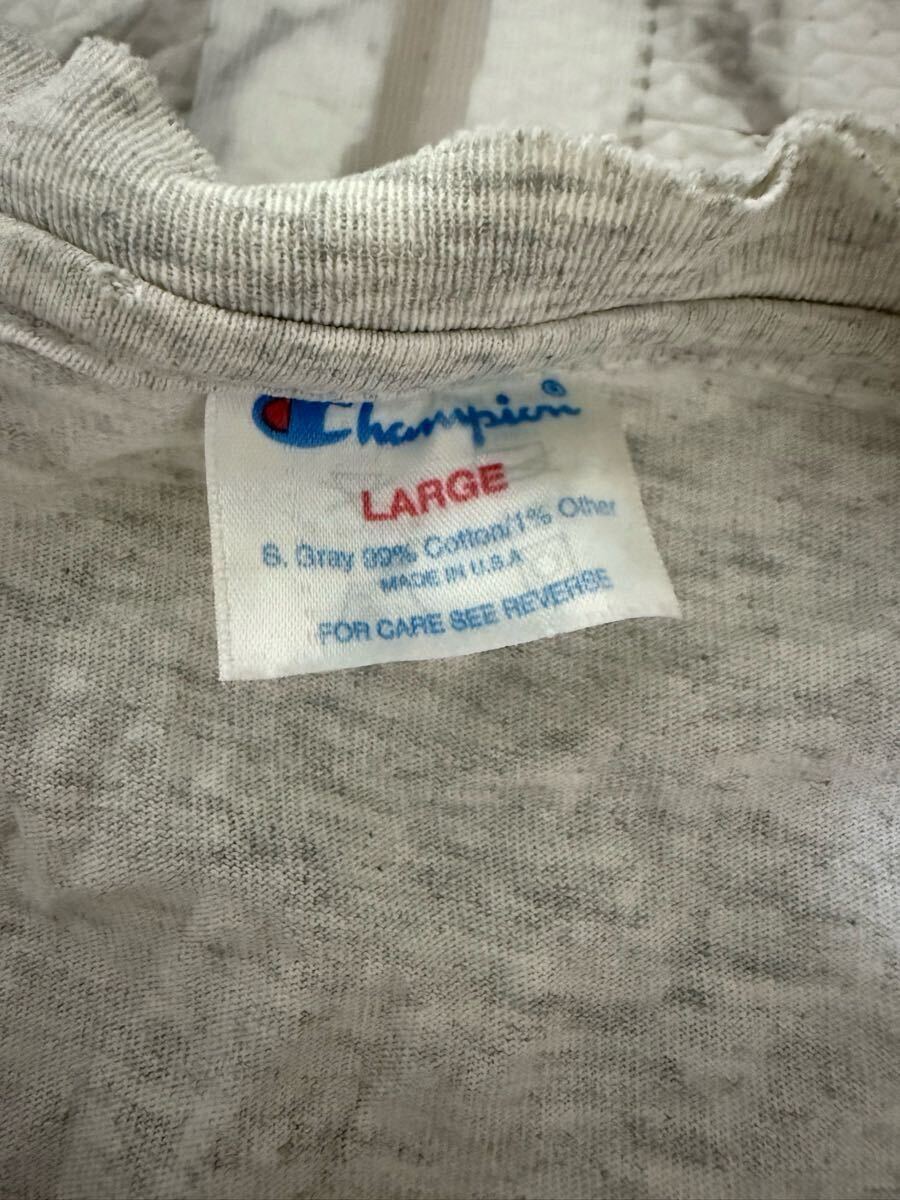 Champion®
LARGE
S. Gray 99% Cotton/1% Other
MADE IN U.S.A
FOR CARE SEE REVERSE